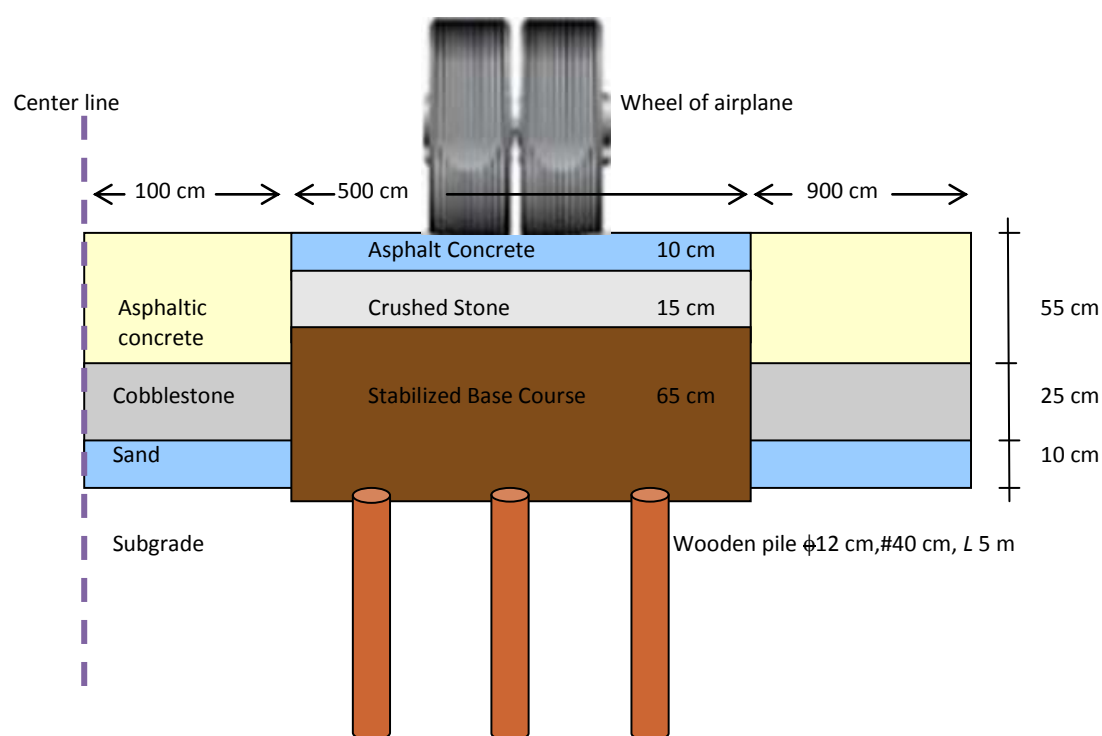 Center line
Wheel of airplane
100 cm
500 cm
900 cm
Asphalt Concrete 10 cm
Asphaltic
concrete
Crushed Stone 15 cm
55 cm
Cobblestone
Stabilized Base Course 65 cm
25 cm
Sand
10 cm
Subgrade
Wooden pile ϕ12 cm,#40 cm, L 5 m